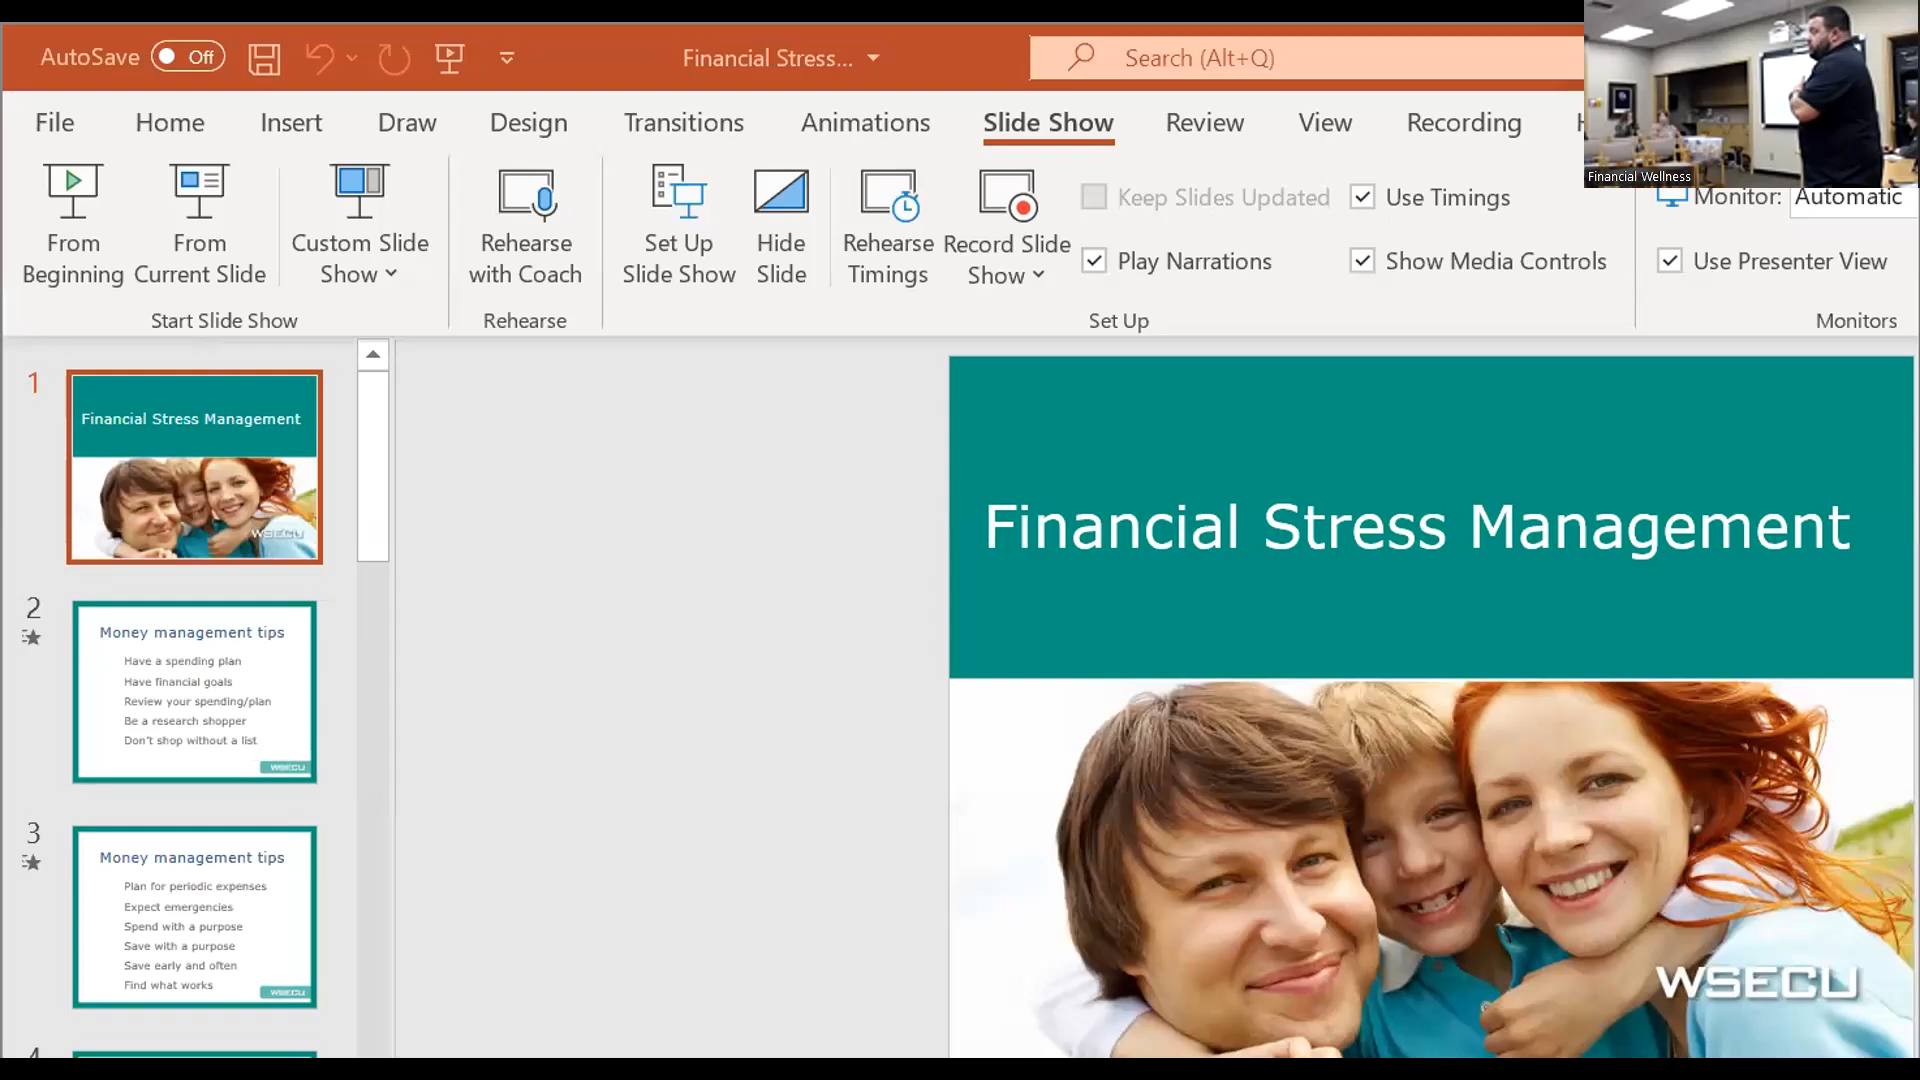 AutoSave Off Financial Stress... Search (Alt+Q)
File Home Insert Draw Design Transitions Animations Slide Show Review View Recording
Financial Wellness
From Beginning
From Current Slide
Custom Slide Show
Start Slide Show
Rehearse with Coach
Rehearse
Set Up Slide Show
Hide Slide
Rehearse Timings
Record Slide Show
Keep Slides Updated
Use Timings
Play Narrations
Show Media Controls
Set Up
Monitor: Automatic
Use Presenter View
Monitors
1
Financial Stress Management
WSECU
2
Money management tips
Have a spending plan
Have financial goals
Review your spending/plan
Be a research shopper
Don't shop without a list
WSECU
3
Money management tips
Plan for periodic expenses
Expect emergencies
Spend with a purpose
Save with a purpose
Save early and often
Find what works
WSECU
4
Financial Stress Management
WSECU